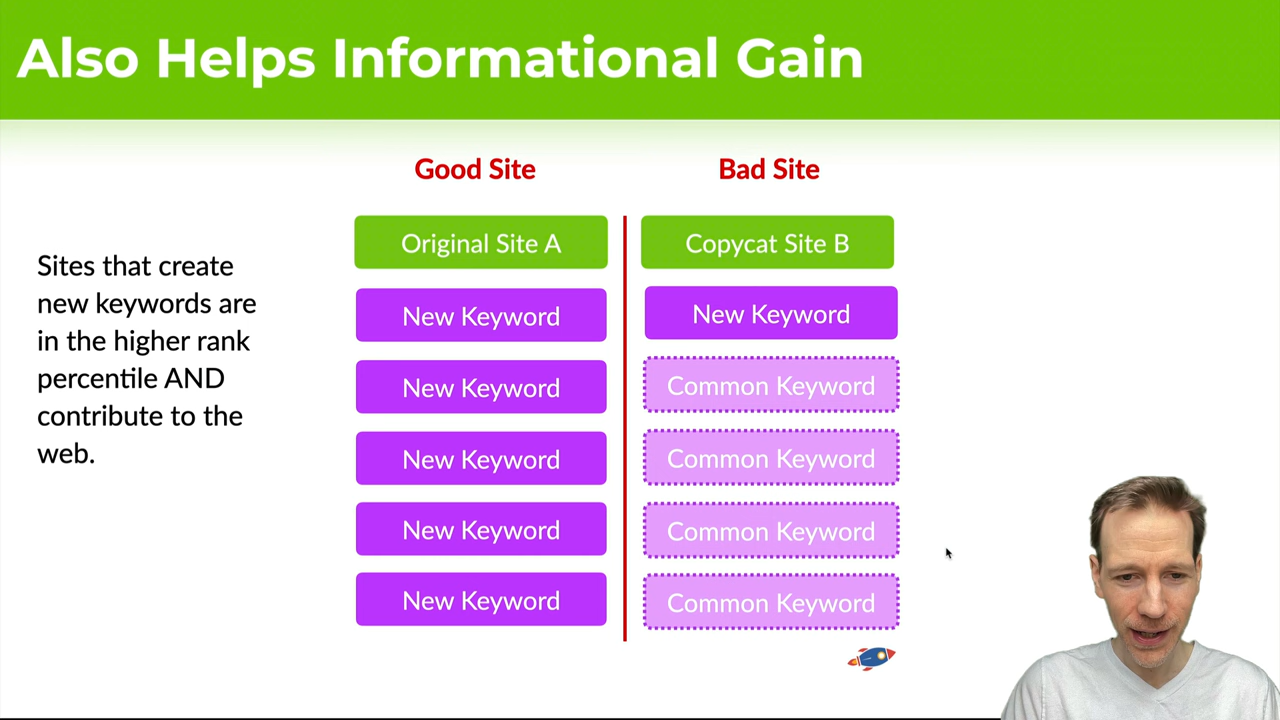 Also Helps Informational Gain
Sites that create
new keywords are
in the higher rank
percentile AND
contribute to the
web.
Good Site
Original Site A
New Keyword
New Keyword
New Keyword
New Keyword
New Keyword
Bad Site
Copycat Site B
New Keyword
Common Keyword
Common Keyword
Common Keyword
Common Keyword